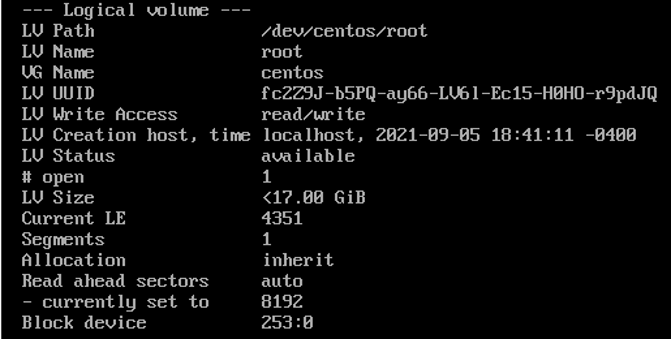 --- Logical volume ---
LV Path                /dev/centos/root
LV Name                root
VG Name                centos
LV UUID                fc2Z9J-b5PQ-ay66-LV6l-Ec15-H0HO-r9pdJQ
LV Write Access        read/write
LV Creation host, time localhost, 2021-09-05 18:41:11 -0400
LV Status              available
# open                 1
LV Size                <17.00 GiB
Current LE             4351
Segments               1
Allocation             inherit
Read ahead sectors     auto
- currently set to     8192
Block device           253:0